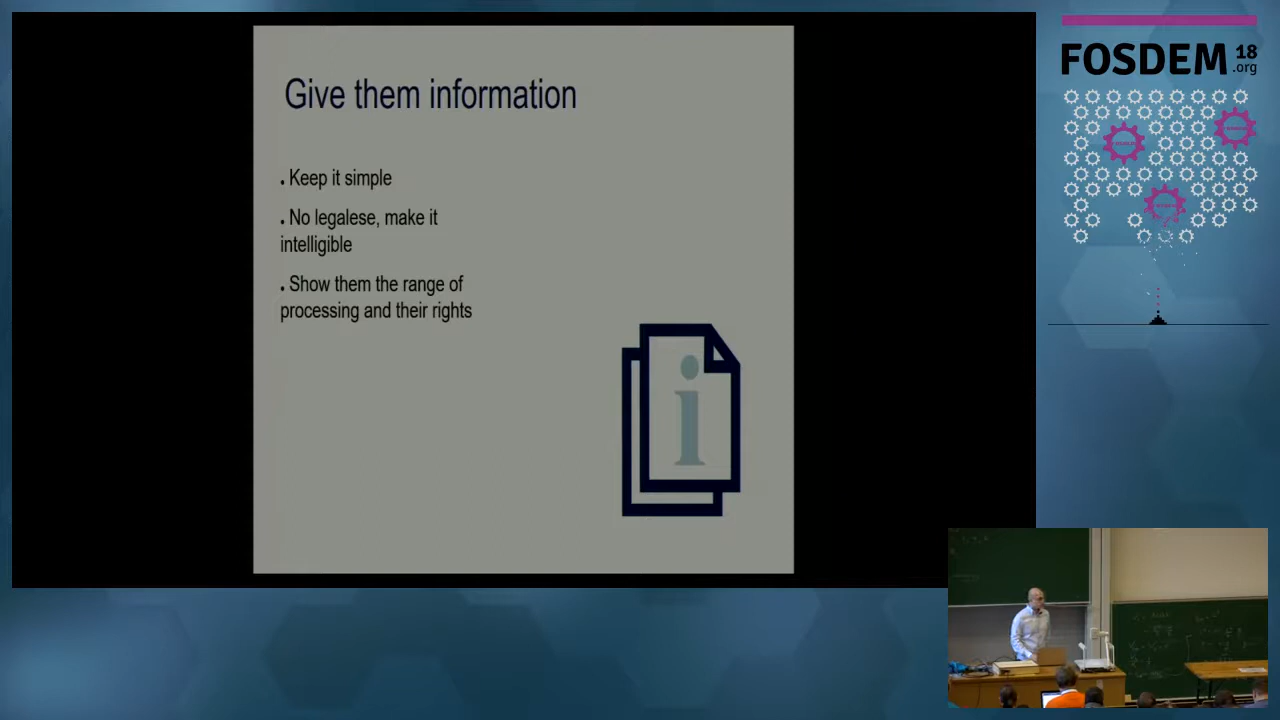 Give them information
. Keep it simple
. No legalese, make it
intelligible
. Show them the range of
processing and their rights
i
FOSDEM 18
.org